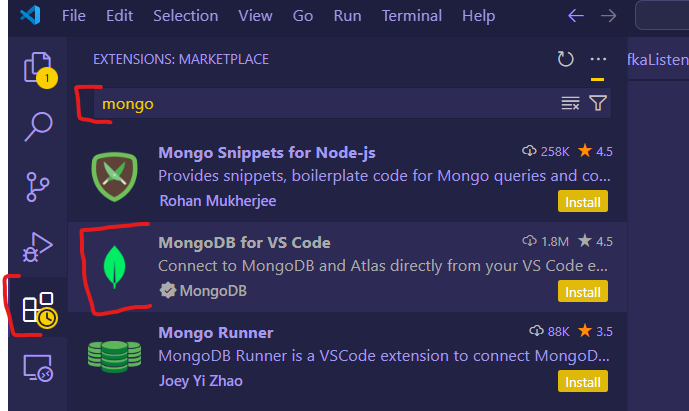 File Edit Selection View Go Run Terminal Help
EXTENSIONS: MARKETPLACE
fkaListen
1
mongo
Mongo Snippets for Node-js 258K 4.5
Provides snippets, boilerplate code for Mongo queries and co...
Rohan Mukherjee Install
MongoDB for VS Code 1.8M 4.5
Connect to MongoDB and Atlas directly from your VS Code e...
MongoDB Install
Mongo Runner 88K 3.5
MongoDB Runner is a VSCode extension to connect MongoD...
Joey Yi Zhao Install